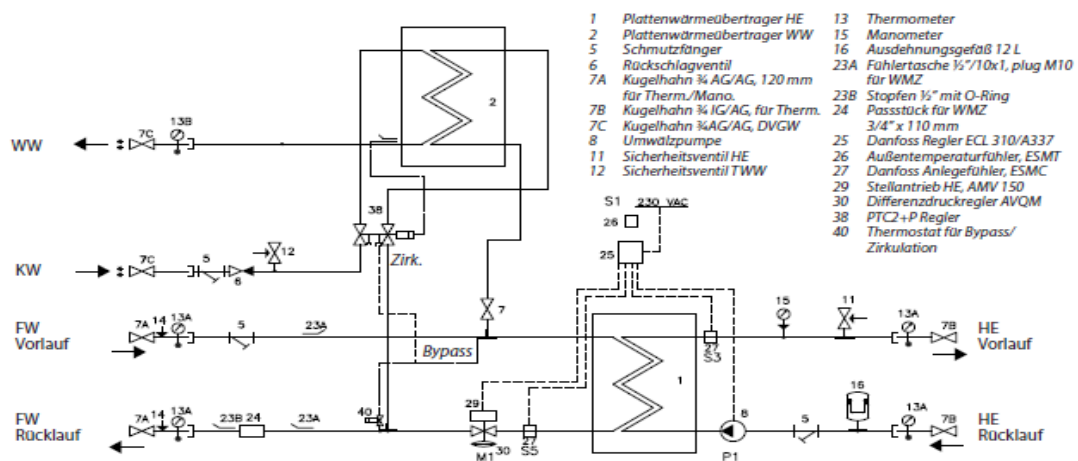 1 Plattenwärmeübertrager HE
2 Plattenwärmeübertrager WW
5 Schmutzfänger
6 Rückschlagventil
7A Kugelhahn ¾ AG/AG, 120 mm
für Therm./Mano.
7B Kugelhahn ¾ IG/AG, für Therm.
7C Kugelhahn ¾AG/AG, DVGW
8 Umwälzpumpe
11 Sicherheitsventil HE
12 Sicherheitsventil TWW
13 Thermometer
15 Manometer
16 Ausdehnungsgefäß 12 L
23A Fühlertasche ½"/10x1, plug M10
für WMZ
23B Stopfen ½" mit O-Ring
24 Passstück für WMZ
3/4" x 110 mm
25 Danfoss Regler ECL 310/A337
26 Außentemperaturfühler, ESMT
27 Danfoss Anlegefühler, ESMC
29 Stellantrieb HE, AMV 150
30 Differenzdruckregler AVQM
38 PTC2+P Regler
40 Thermostat für Bypass/
Zirkulation
2
13B
7C
WW
38
S1 230 VAC
26
25
12
Zirk.
7C 5
6
KW
7
15 11
13A
7B
FW
Vorlauf
7A 14 13A
5
23A
Bypass
27
S3
HE
Vorlauf
1
16
29
40
8
5
13A
7B
FW
Rücklauf
7A 14 13A
23B 24 23A
30
M1
27
S5
P1
HE
Rücklauf